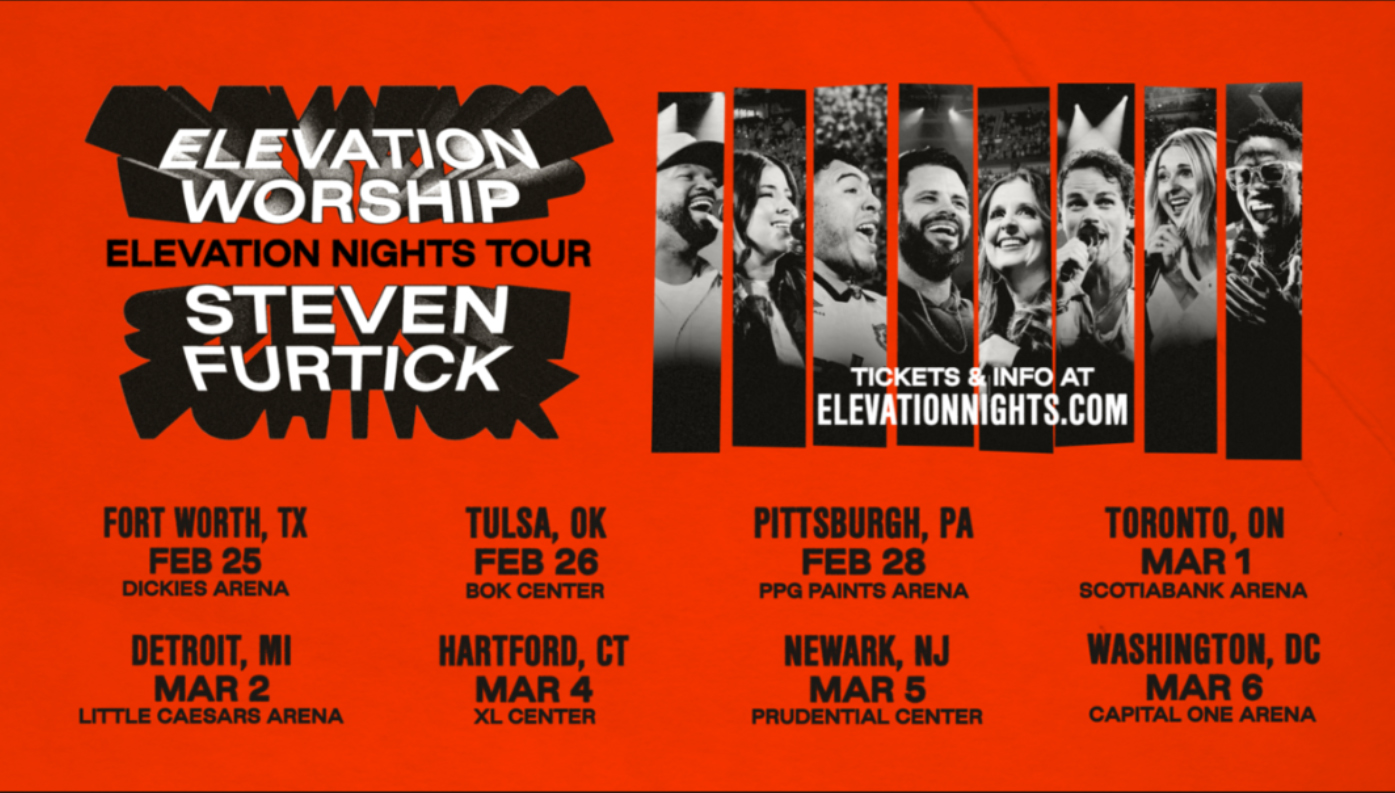 ELEVATION
WORSHIP
ELEVATION NIGHTS TOUR
STEVEN
FURTICK
TICKETS & INFO AT
ELEVATIONNIGHTS.COM
FORT WORTH, TX
FEB 25
DICKIES ARENA
TULSA, OK
FEB 26
BOK CENTER
PITTSBURGH, PA
FEB 28
PPG PAINTS ARENA
TORONTO, ON
MAR 1
SCOTIABANK ARENA
DETROIT, MI
MAR 2
LITTLE CAESARS ARENA
HARTFORD, CT
MAR 4
XL CENTER
NEWARK, NJ
MAR 5
PRUDENTIAL CENTER
WASHINGTON, DC
MAR 6
CAPITAL ONE ARENA